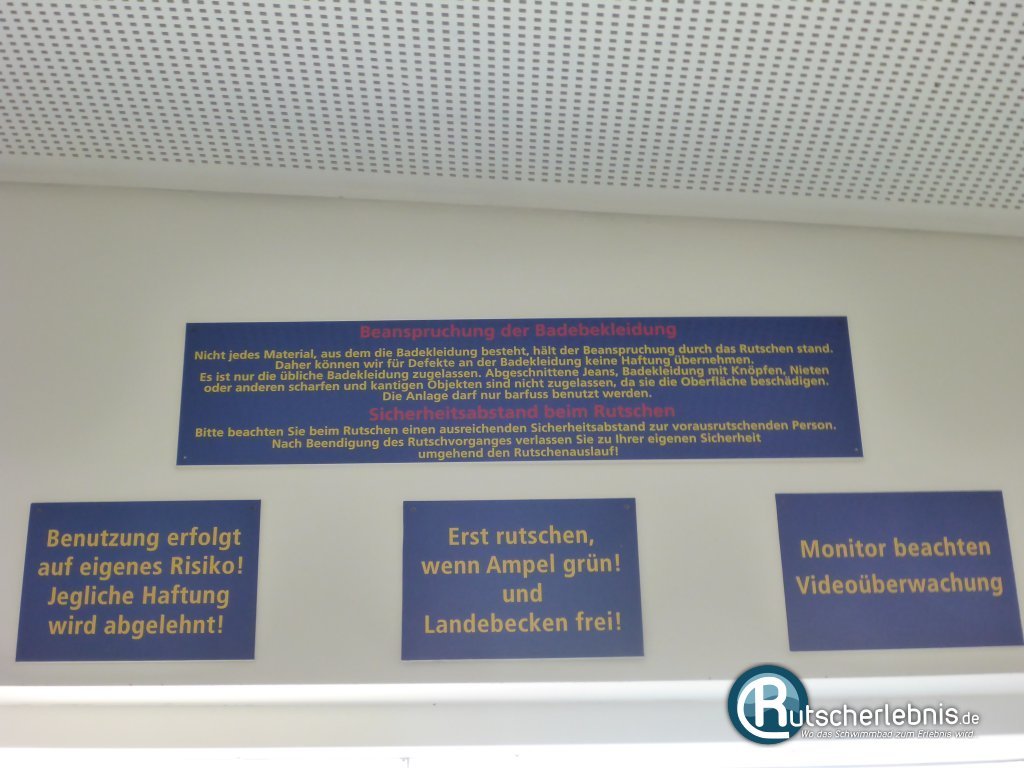 Beanspruchung der Badebekleidung
Nicht jedes Material, aus dem die Badekleidung besteht, hält der Beanspruchung durch das Rutschen stand.
Daher können wir für Defekte an der Badekleidung keine Haftung übernehmen.
Es ist nur die übliche Badekleidung zugelassen. Abgeschnittene Jeans, Badekleidung mit Knöpfen, Nieten
oder anderen scharfen und kantigen Objekten sind nicht zugelassen, da sie die Oberfläche beschädigen.
Die Anlage darf nur barfuss benutzt werden.
Sicherheitsabstand beim Rutschen
Bitte beachten Sie beim Rutschen einen ausreichenden Sicherheitsabstand zur vorausrutschenden Person.
Nach Beendigung des Rutschvorganges verlassen Sie zu Ihrer eigenen Sicherheit
umgehend den Rutschenauslauf!
Benutzung erfolgt
auf eigenes Risiko!
Jegliche Haftung
wird abgelehnt!
Erst rutschen,
wenn Ampel grün!
und
Landebecken frei!
Monitor beachten
Videoüberwachung
Rutscherlebnis.de
Wo das Schwimmbad zum Erlebnis wird.